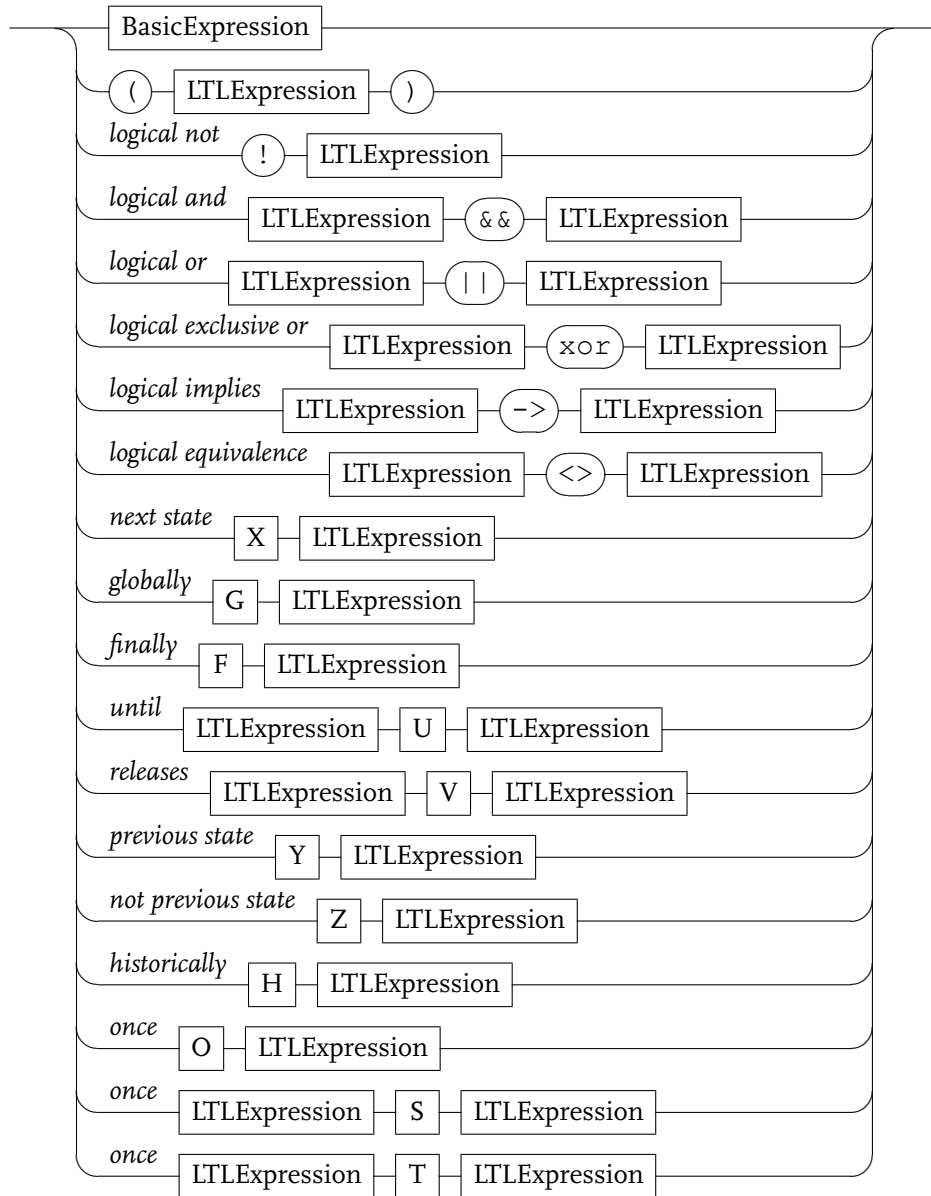 BasicExpression
( LTLExpression )
logical not ! LTLExpression
logical and LTLExpression && LTLExpression
logical or LTLExpression || LTLExpression
logical exclusive or LTLExpression xor LTLExpression
logical implies LTLExpression -> LTLExpression
logical equivalence LTLExpression <> LTLExpression
next state X LTLExpression
globally G LTLExpression
finally F LTLExpression
until LTLExpression U LTLExpression
releases LTLExpression V LTLExpression
previous state Y LTLExpression
not previous state Z LTLExpression
historically H LTLExpression
once O LTLExpression
once LTLExpression S LTLExpression
once LTLExpression T LTLExpression